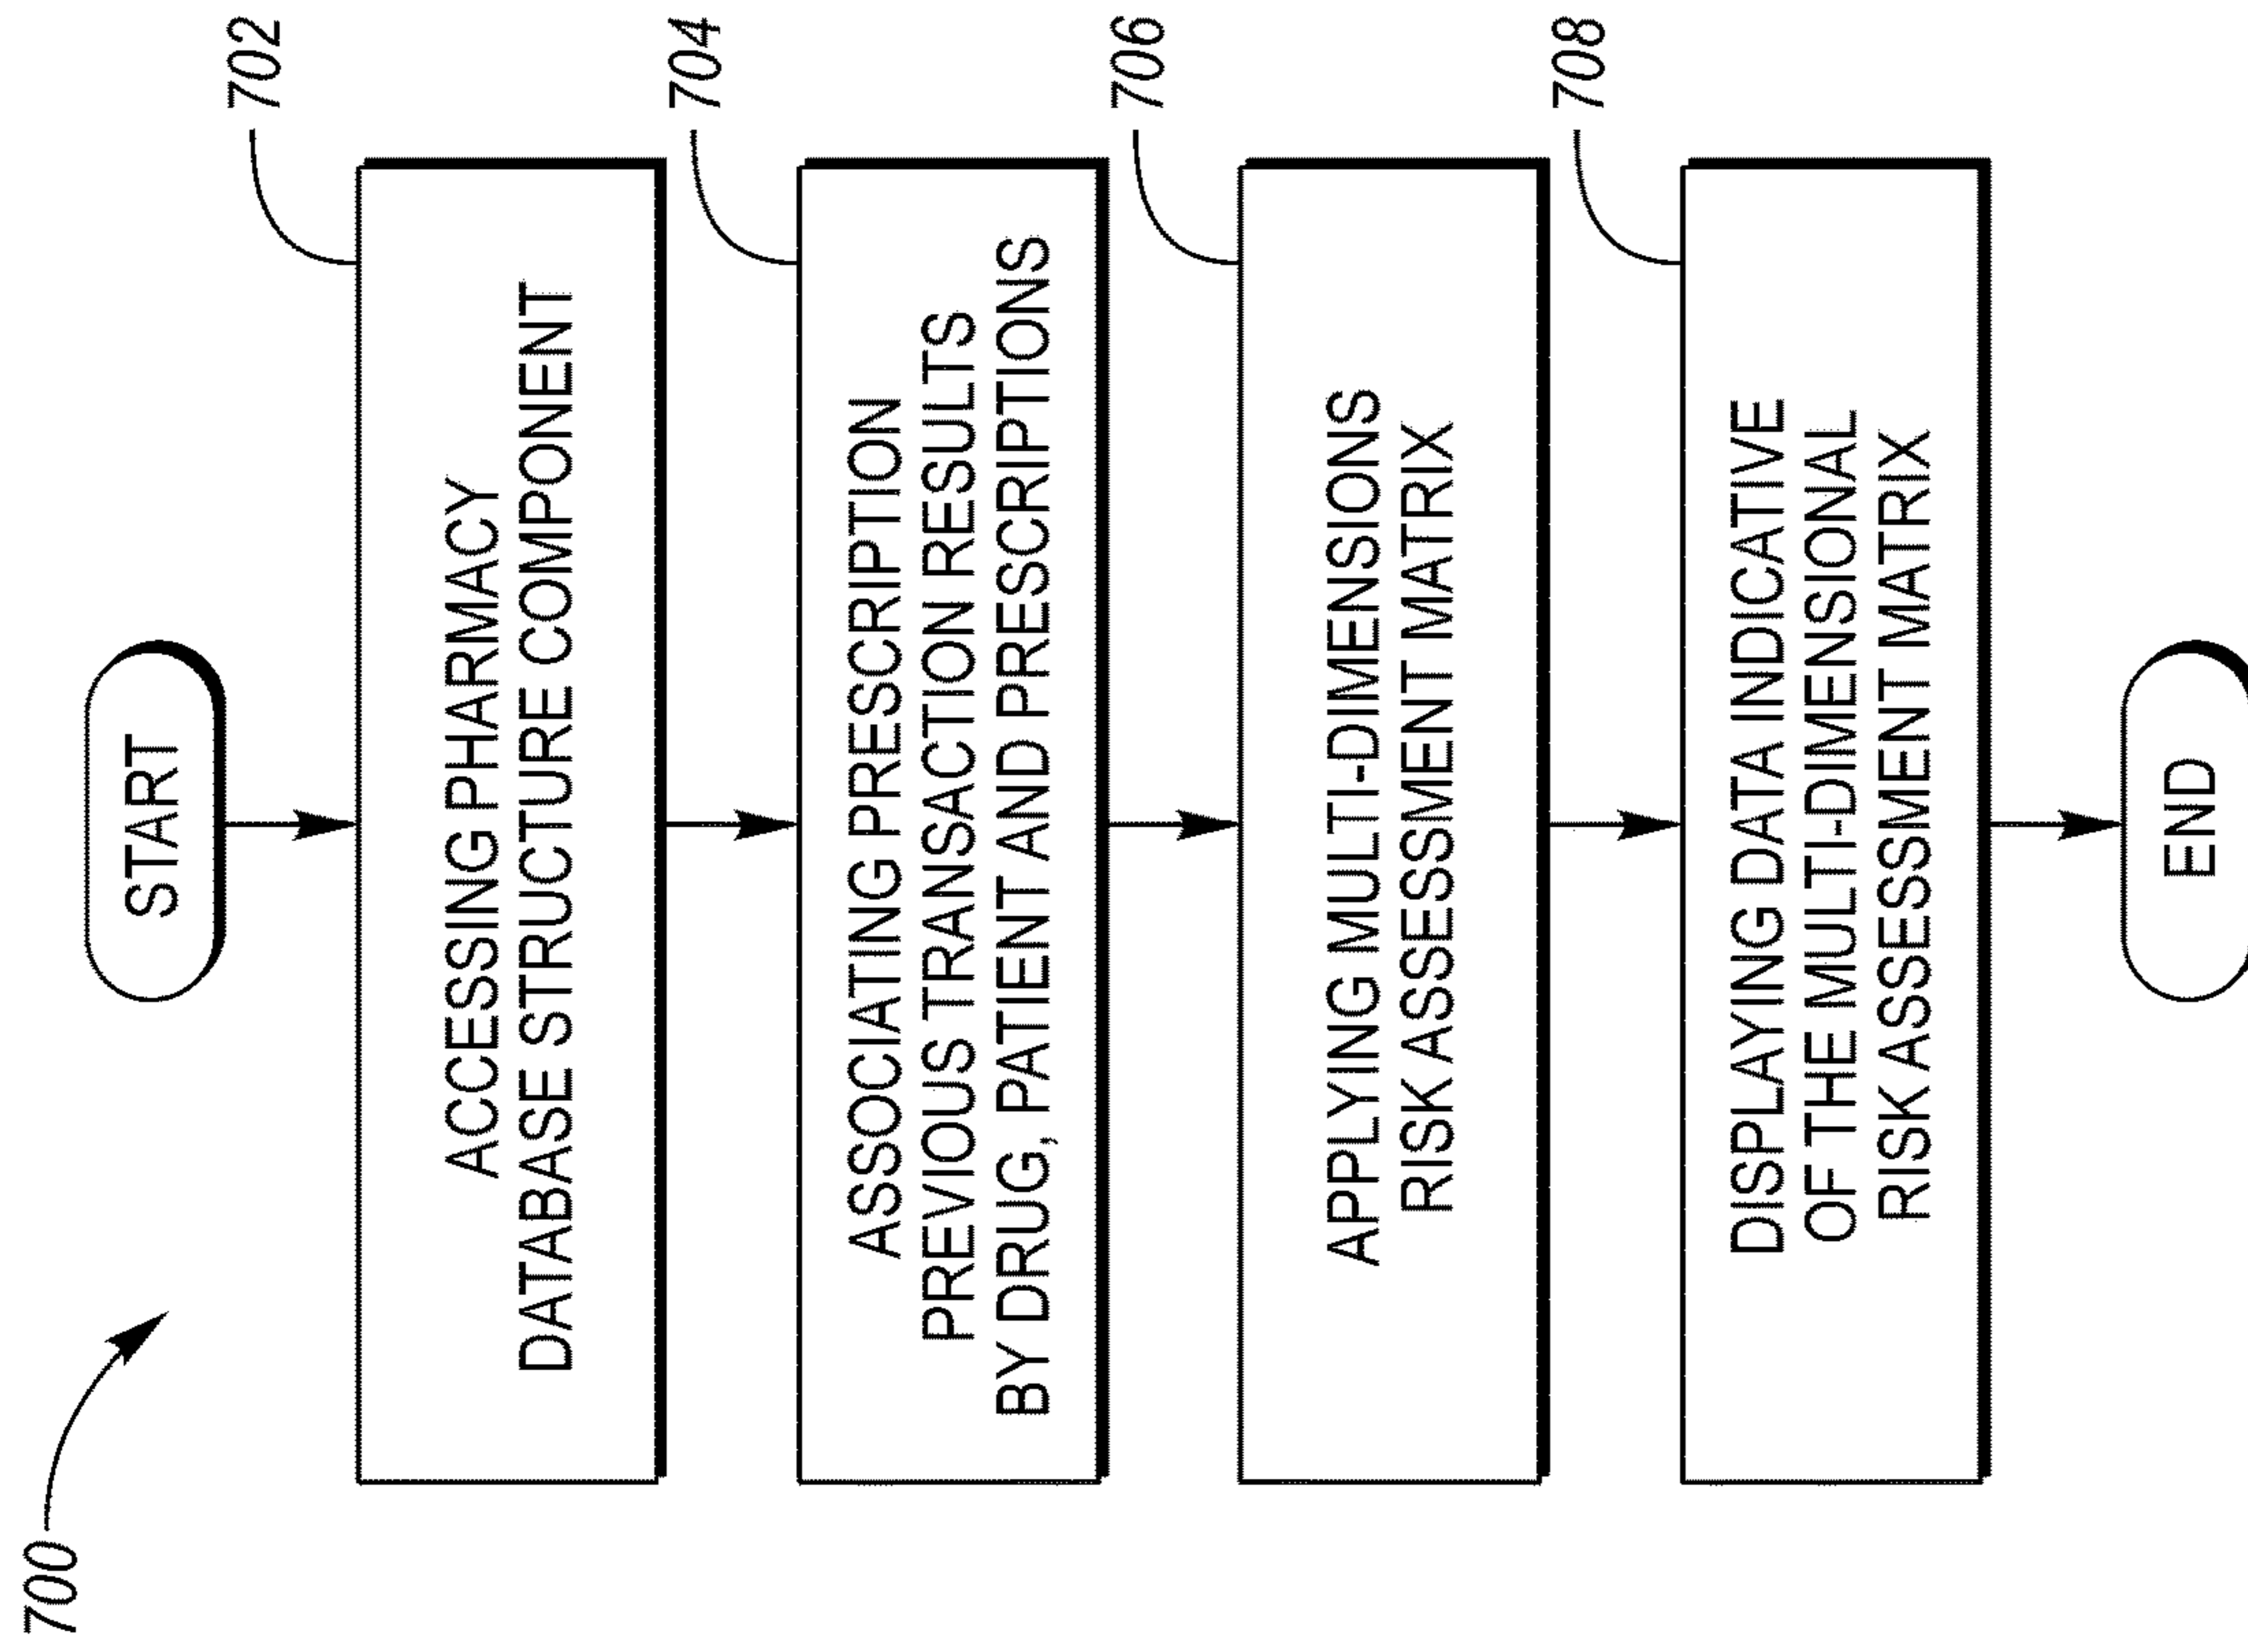 700
START
702
ACCESSING PHARMACY
DATABASE STRUCTURE COMPONENT
704
ASSOCIATING PRESCRIPTION
PREVIOUS TRANSACTION RESULTS
BY DRUG, PATIENT AND PRESCRIPTIONS
706
APPLYING MULTI-DIMENSIONS
RISK ASSESSMENT MATRIX
708
DISPLAYING DATA INDICATIVE
OF THE MULTI-DIMENSIONAL
RISK ASSESSMENT MATRIX
END